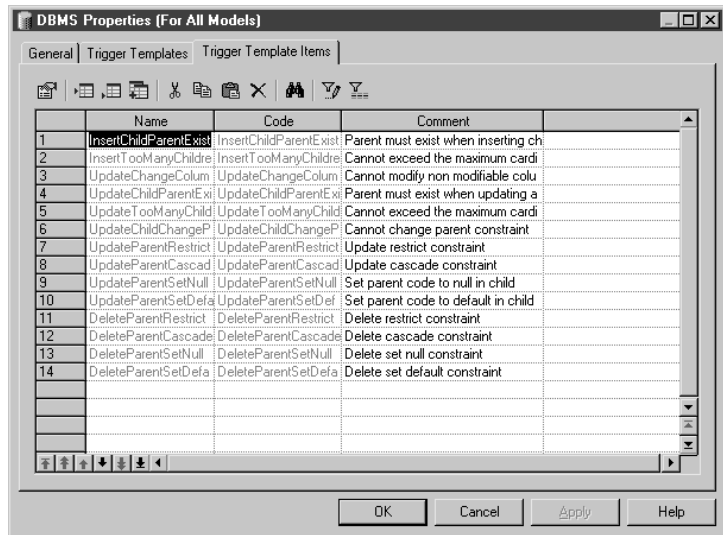 DBMS Properties (For All Models)
General Trigger Templates Trigger Template Items
Name Code Comment
1 InsertChildParentExist InsertChildParentExist Parent must exist when inserting ch
2 InsertTooManyChildre InsertTooManyChildre Cannot exceed the maximum cardi
3 UpdateChangeColum UpdateChangeColum Cannot modify non modifiable colu
4 UpdateChildParentExi UpdateChildParentExi Parent must exist when updating a
5 UpdateTooManyChild UpdateTooManyChild Cannot exceed the maximum cardi
6 UpdateChildChangeP UpdateChildChangeP Cannot change parent constraint
7 UpdateParentRestrict UpdateParentRestrict Update restrict constraint
8 UpdateParentCascad UpdateParentCascad Update cascade constraint
9 UpdateParentSetNull UpdateParentSetNull Set parent code to null in child
10 UpdateParentSetDefa UpdateParentSetDef Set parent code to default in child
11 DeleteParentRestrict DeleteParentRestrict Delete restrict constraint
12 DeleteParentCascade DeleteParentCascade Delete cascade constraint
13 DeleteParentSetNull DeleteParentSetNull Delete set null constraint
14 DeleteParentSetDefa DeleteParentSetDefa Delete set default constraint
OK Cancel Apply Help